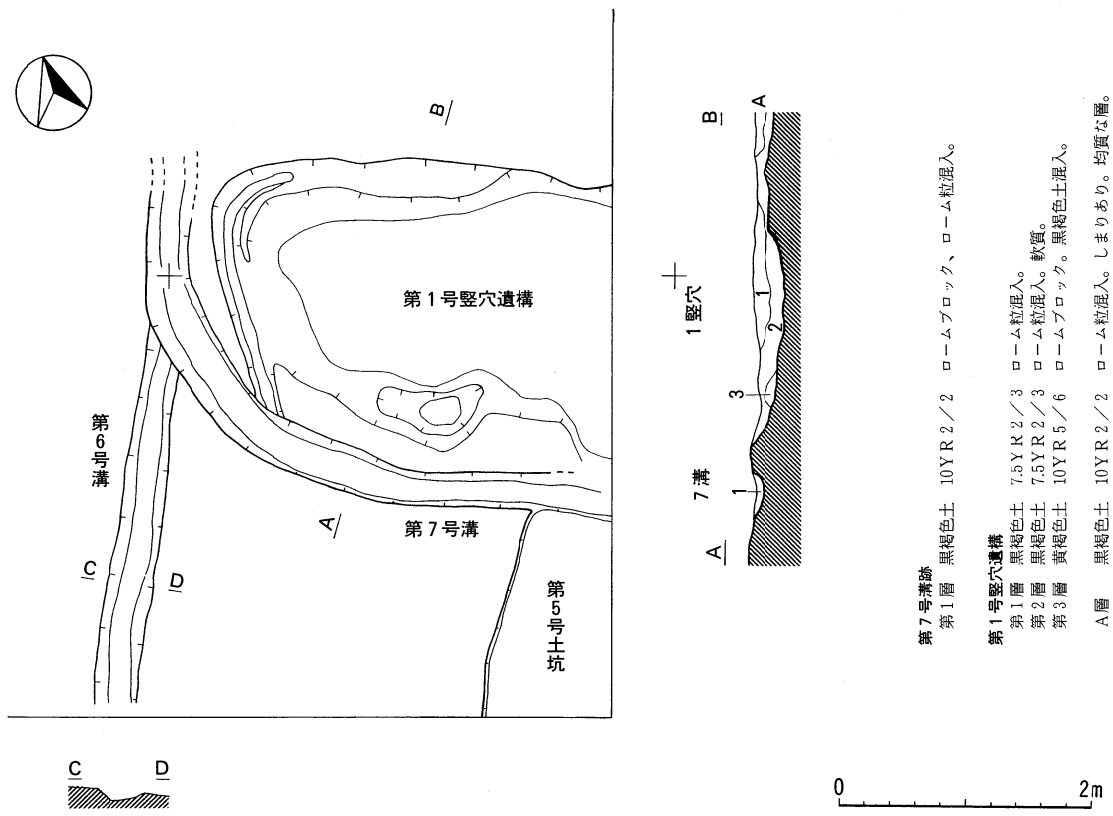 B
第1号竪穴遺構
第6号溝
A
第7号溝
C
D
第5号土坑
C
D
B
A
1竪穴
1
2
3
7溝
1
A
第7号溝跡
第1層 黒褐色土 10YR2/2 ロームブロック、ローム粒混入。
第1号竪穴遺構
第1層 黒褐色土 7.5YR2/3 ローム粒混入。
第2層 黒褐色土 7.5YR2/3 ローム粒混入。軟質。
第3層 黄褐色土 10YR5/6 ロームブロック。黒褐色土混入。
A層 黒褐色土 10YR2/2 ローム粒混入。しまりあり。均質な層。
0
2m